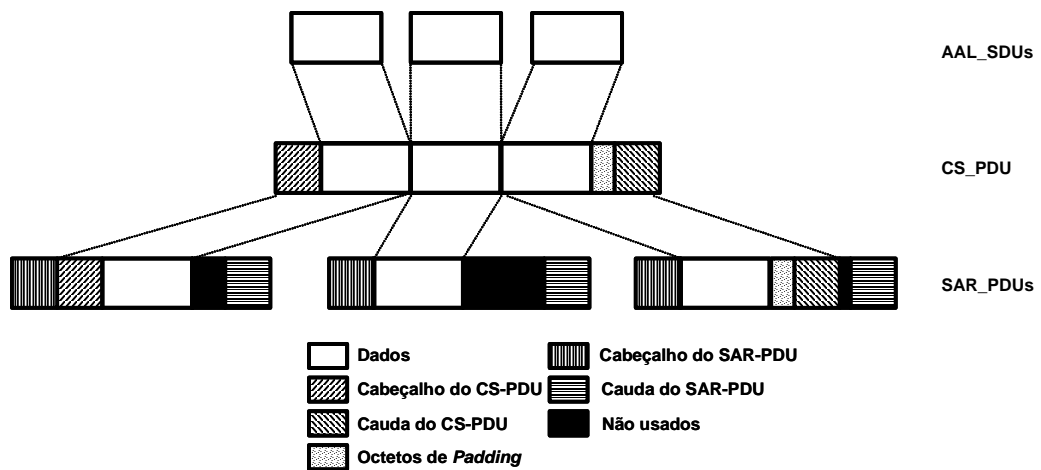 AAL_SDUs
CS_PDU
SAR_PDUs
Dados
Cabeçalho do SAR-PDU
Cabeçalho do CS-PDU
Cauda do SAR-PDU
Cauda do CS-PDU
Não usados
Octetos de Padding